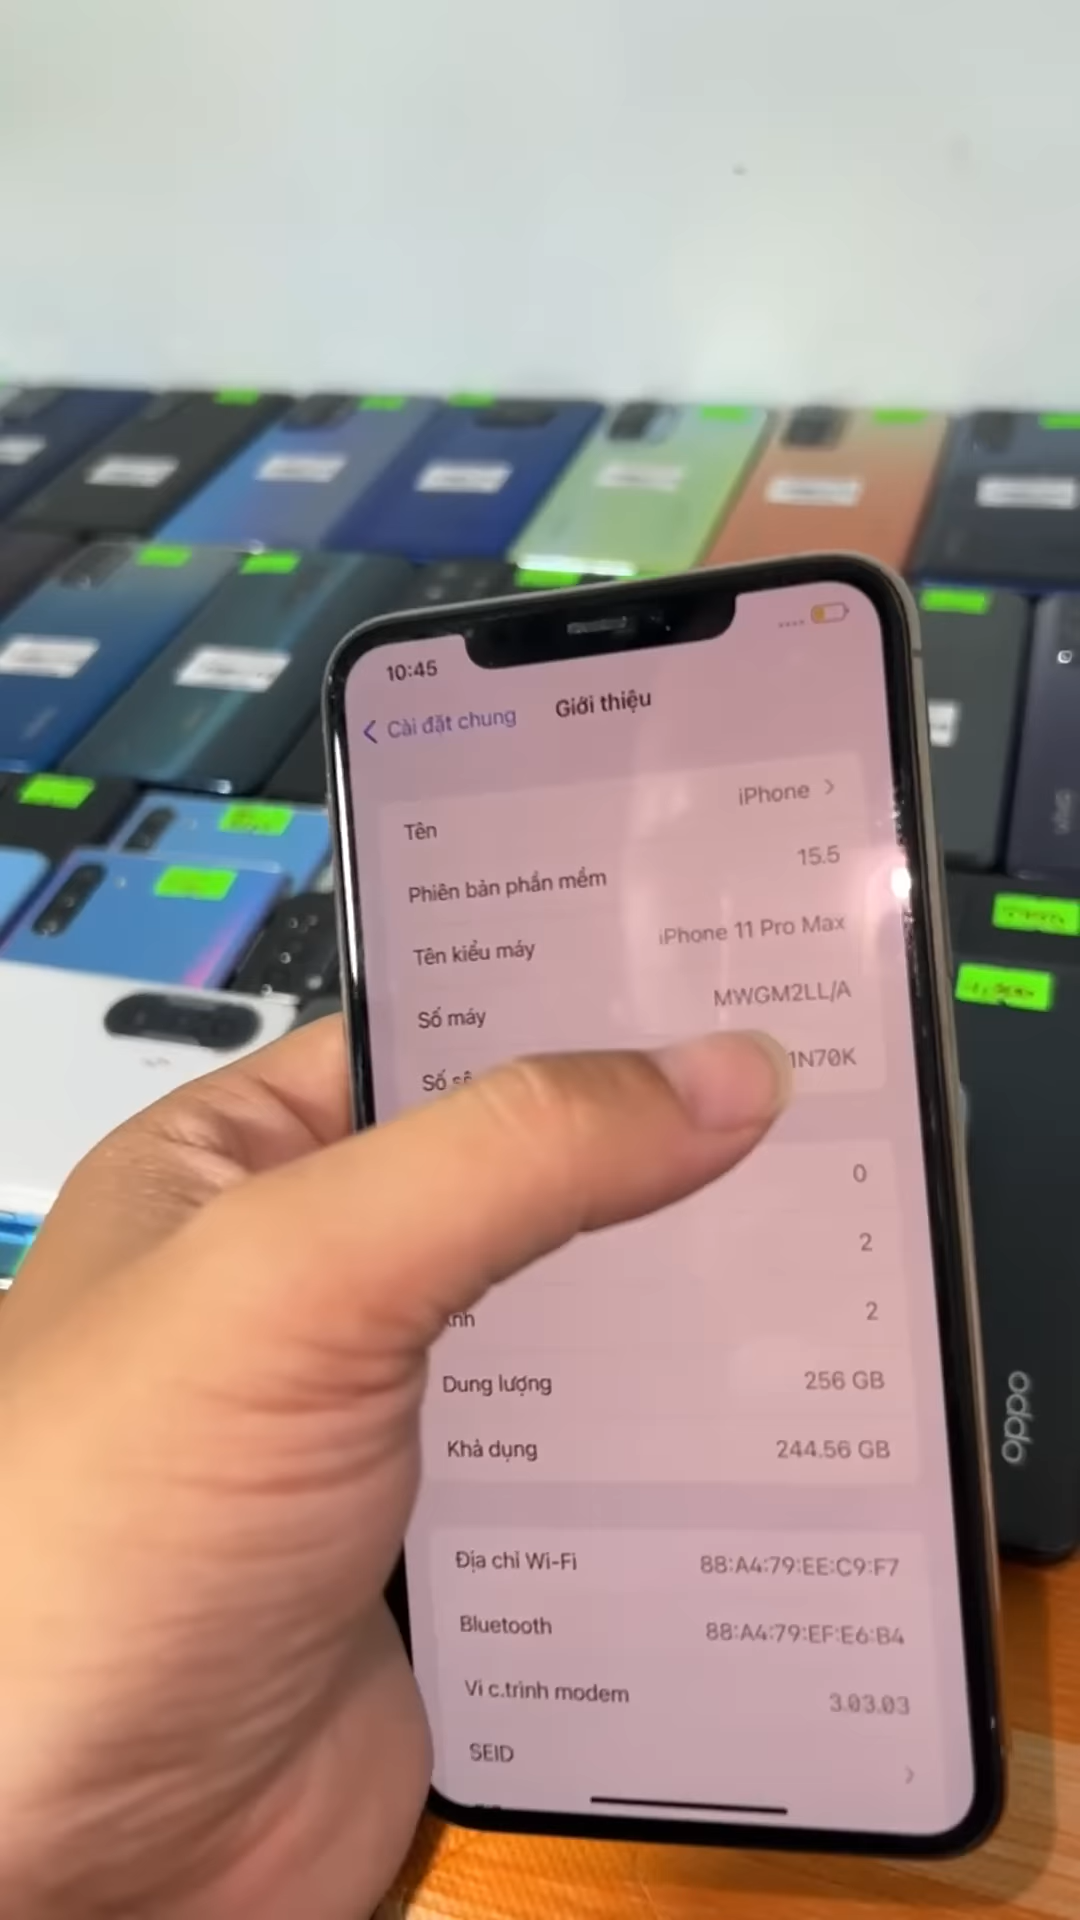 10:45
Cài đặt chung
Giới thiệu
Tên
iPhone
Phiên bản phần mềm
15.5
Tên kiểu máy
iPhone 11 Pro Max
Số máy
MWGM2LL/A
Số
1N70K
0
2
2
Dung lượng
256 GB
Khả dụng
244.56 GB
Địa chỉ Wi-Fi
88:A4:79:EE:C9:F7
Bluetooth
88:A4:79:EF:E6:B4
Vi c.trình modem
3.03.03
SEID
oppo